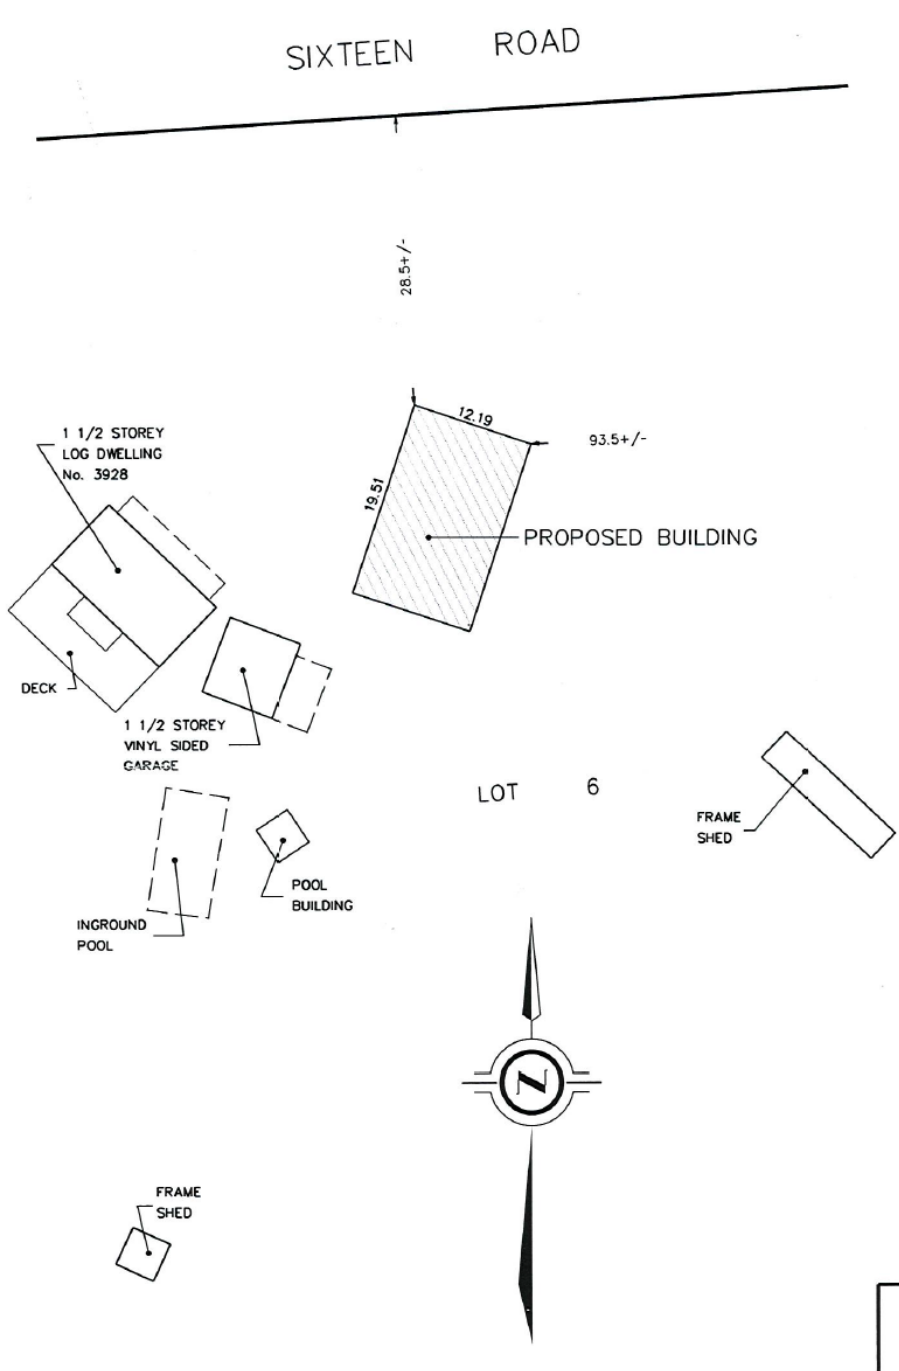 SIXTEEN ROAD
28.5+/-
1 1/2 STOREY
LOG DWELLING
No. 3928
12.19
93.5+/-
19.51
PROPOSED BUILDING
DECK
1 1/2 STOREY
VINYL SIDED
GARAGE
LOT 6
FRAME
SHED
POOL
BUILDING
INGROUND
POOL
N
FRAME
SHED